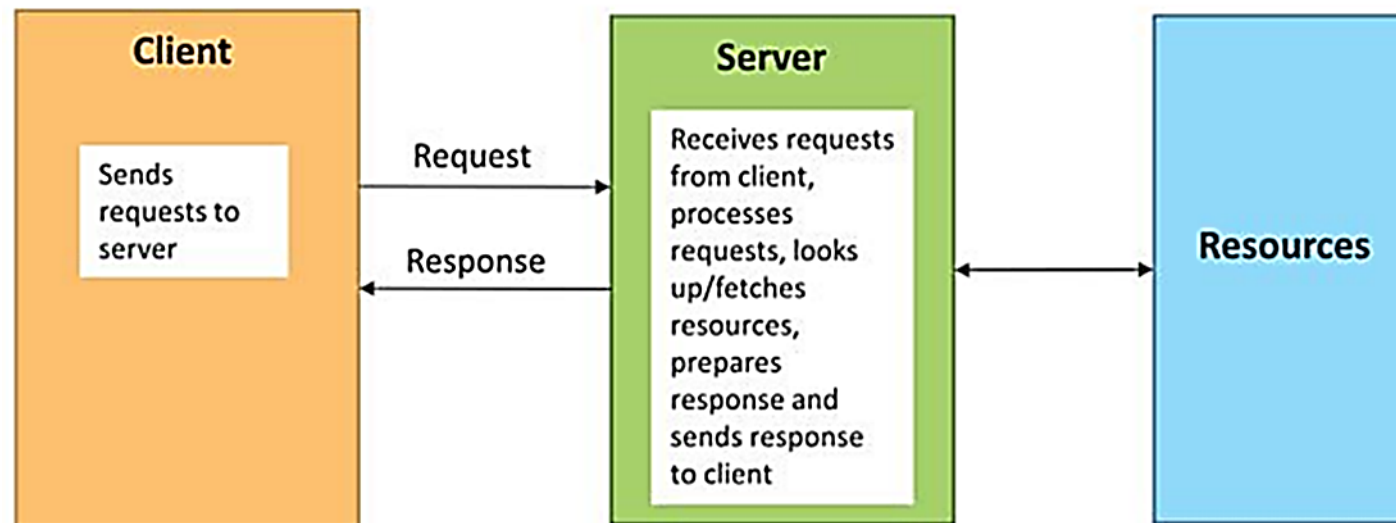 Client
Sends
requests to
server
Request
Response
Server
Receives requests
from client,
processes
requests, looks
up/fetches
resources,
prepares
response and
sends response
to client
Resources